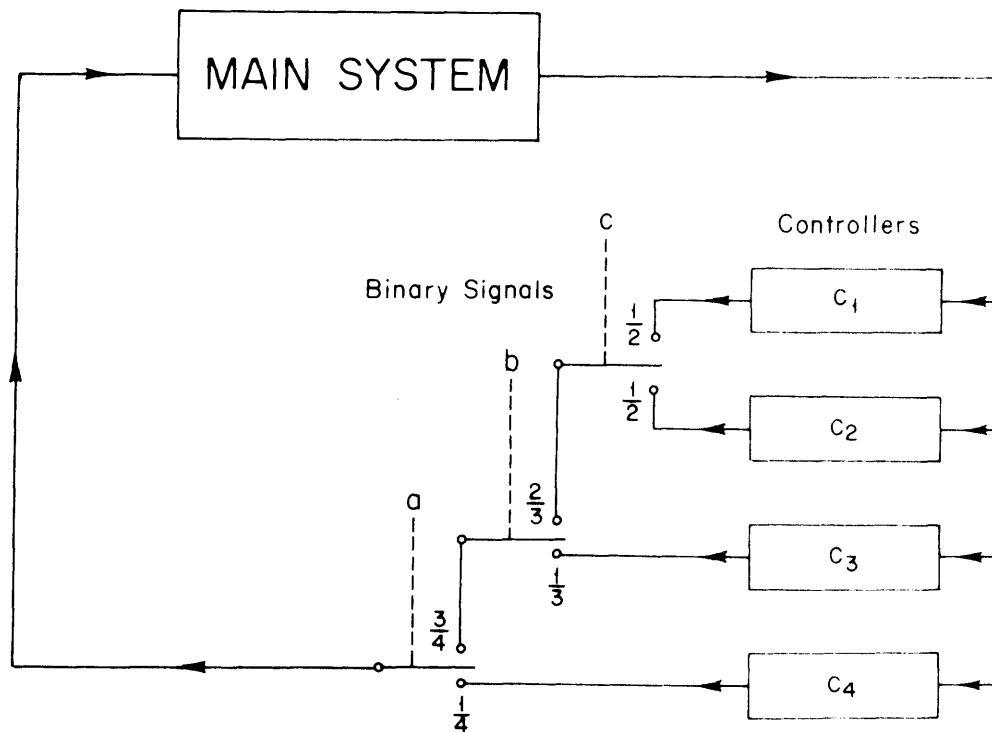 MAIN SYSTEM
c
Controllers
Binary Signals
1/2
C1
b
1/2
C2
a
2/3
C3
1/3
3/4
C4
1/4